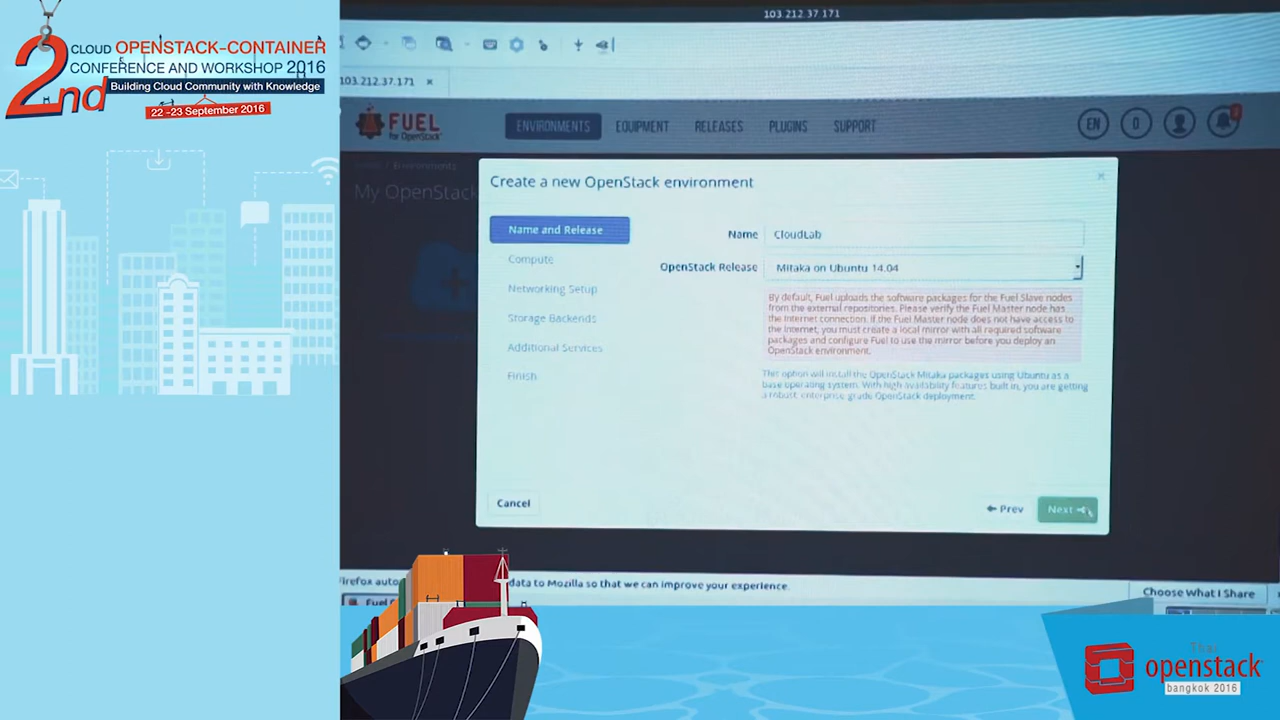 2nd
CLOUD OPENSTACK-CONTAINER
CONFERENCE AND WORKSHOP 2016
Building Cloud Community with Knowledge
22 -23 September 2016
103.212.37.171
103.212.37.171 ×
FUEL
for OpenStack
ENVIRONMENTS EQUIPMENT RELEASES PLUGINS SUPPORT
EN 0
/ Environments
My OpenStack
Create a new OpenStack environment ×
Name and Release
Compute
Networking Setup
Storage Backends
Additional Services
Finish
Name CloudLab
OpenStack Release Mitaka on Ubuntu 14.04
By default, Fuel uploads the software packages for the Fuel Slave nodes
from the external repositories. Please verify the Fuel Master node has
the Internet connection. If the Fuel Master node does not have access to
the Internet, you must create a local mirror with all required software
packages and configure Fuel to use the mirror before you deploy an
OpenStack environment.
This option will install the OpenStack Mitaka packages using Ubuntu as a
base operating system. With high availability features built in, you are getting
a robust, enterprise-grade OpenStack deployment.
Cancel
Prev Next
Firefox auto
data to Mozilla so that we can improve your experience.
Choose What I Share
Fuel
Thai
openstack
bangkok 2016